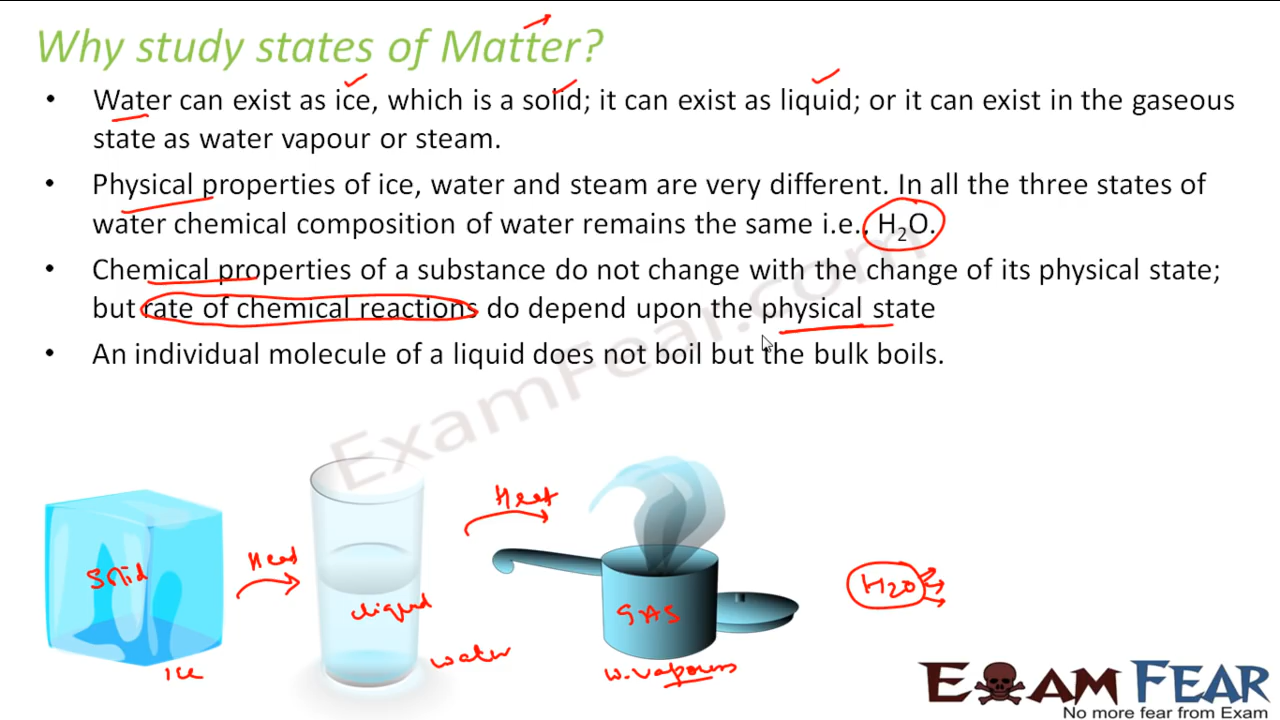 Why study states of Matter?
• Water can exist as ice, which is a solid; it can exist as liquid; or it can exist in the gaseous
state as water vapour or steam.
• Physical properties of ice, water and steam are very different. In all the three states of
water chemical composition of water remains the same i.e., H₂O.
• Chemical properties of a substance do not change with the change of its physical state;
but rate of chemical reactions do depend upon the physical state
• An individual molecule of a liquid does not boil but the bulk boils.
ExamFear.com
Heat
Heat
Solid
liquid
GAS
H₂O
ice
water
w. vapours
EXAM FEAR
No more fear from Exam